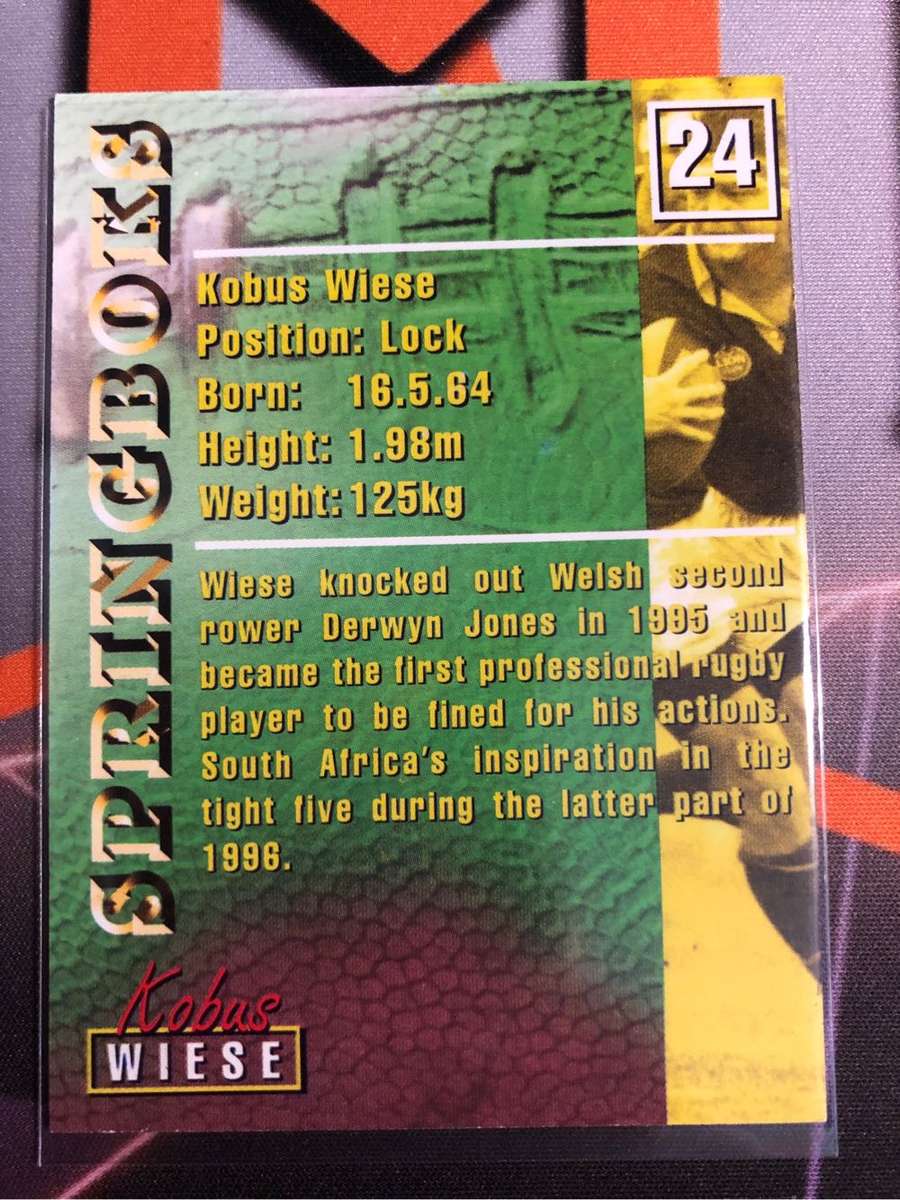 24
SPRINGBOKS
Kobus Wiese
Position: Lock
Born: 16.5.64
Height: 1.98m
Weight: 125kg
Wiese knocked out Welsh second
rower Derwyn Jones in 1995 and
became the first professional rugby
player to be fined for his actions.
South Africa's inspiration in the
tight five during the latter part of
1996.
Kobus
WIESE